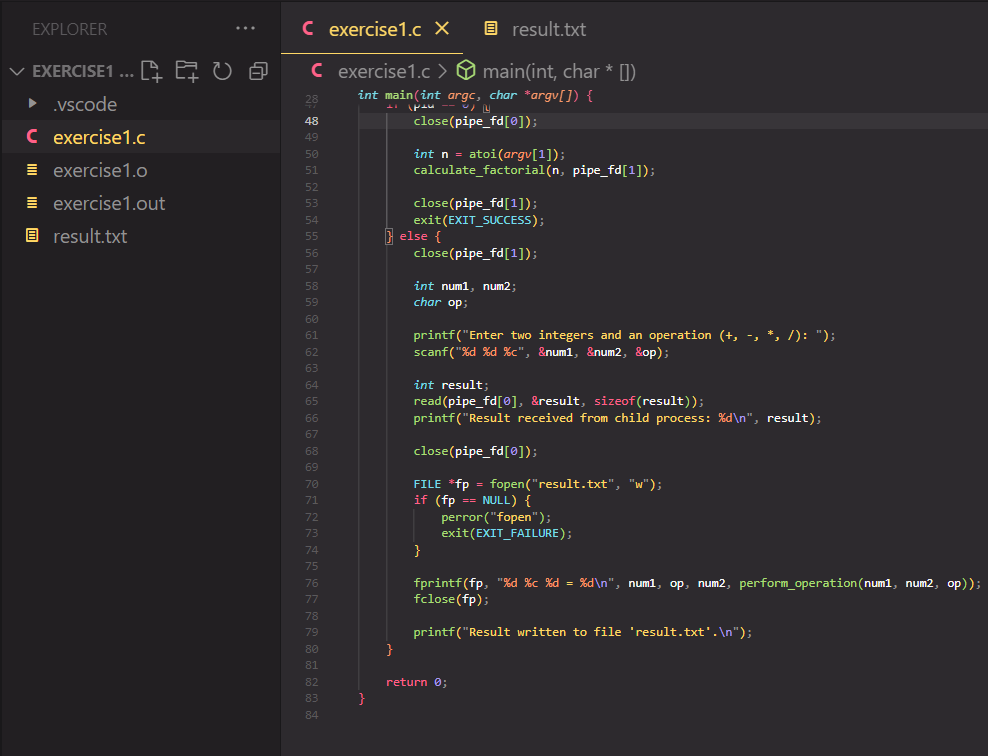 EXPLORER ...
EXERCISE1 ...
.vscode
C exercise1.c
exercise1.o
exercise1.out
result.txt
C exercise1.c result.txt
C exercise1.c > main(int, char * [])
28 int main(int argc, char *argv[]) {
47 if (pid == 0) {
48 close(pipe_fd[0]);
49
50 int n = atoi(argv[1]);
51 calculate_factorial(n, pipe_fd[1]);
52
53 close(pipe_fd[1]);
54 exit(EXIT_SUCCESS);
55 } else {
56 close(pipe_fd[1]);
57
58 int num1, num2;
59 char op;
60
61 printf("Enter two integers and an operation (+, -, *, /): ");
62 scanf("%d %d %c", &num1, &num2, &op);
63
64 int result;
65 read(pipe_fd[0], &result, sizeof(result));
66 printf("Result received from child process: %d\n", result);
67
68 close(pipe_fd[0]);
69
70 FILE *fp = fopen("result.txt", "w");
71 if (fp == NULL) {
72 perror("fopen");
73 exit(EXIT_FAILURE);
74 }
75
76 fprintf(fp, "%d %c %d = %d\n", num1, op, num2, perform_operation(num1, num2, op));
77 fclose(fp);
78
79 printf("Result written to file 'result.txt'.\n");
80 }
81
82 return 0;
83 }
84